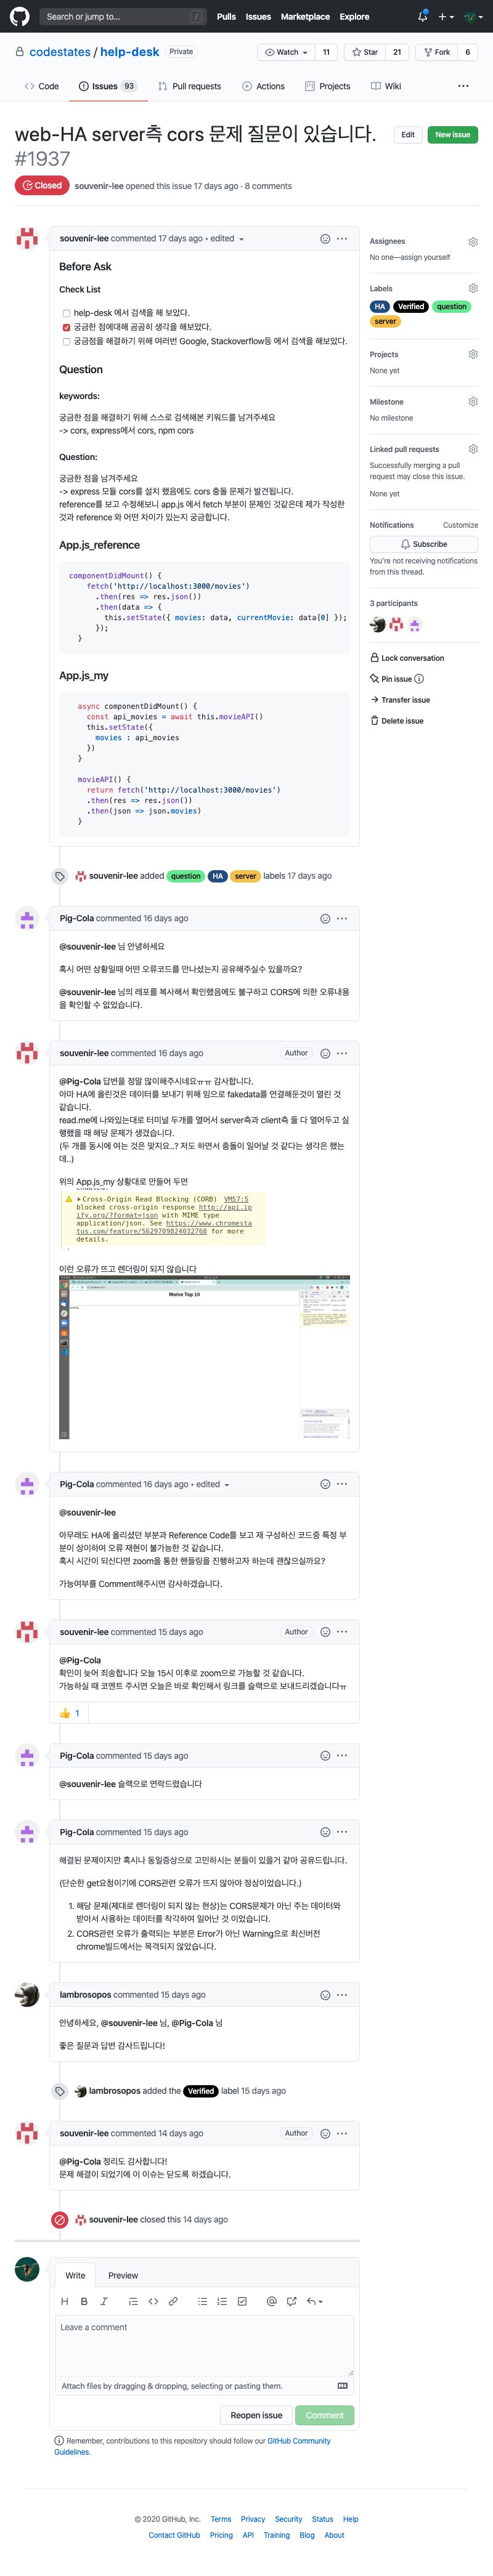 Search or jump to...
/
Pulls Issues Marketplace Explore
codestates / help-desk Private
Watch 11 Star 21 Fork 6
Code Issues 93 Pull requests Actions Projects Wiki
web-HA server측 cors 문제 질문이 있습니다.
#1937
Edit New issue
Closed souvenir-lee opened this issue 17 days ago · 8 comments
souvenir-lee commented 17 days ago • edited
Before Ask
Check List
help-desk 에서 검색을 해 보았다.
궁금한 점에대해 곰곰히 생각을 해보았다.
궁금점을 해결하기 위해 여러번 Google, Stackoverflow등 에서 검색을 해보았다.
Question
keywords:
궁금한 점을 해결하기 위해 스스로 검색해본 키워드를 남겨주세요
-> cors, express에서 cors, npm cors
Question:
궁금한 점을 남겨주세요
-> express 모듈 cors를 설치 했음에도 cors 충돌 문제가 발견됩니다.
reference를 보고 수정해보니 app.js 에서 fetch 부분이 문제인 것같은데 제가 작성한
것과 reference 와 어떤 차이가 있는지 궁금합니다.
App.js_reference
componentDidMount() {
fetch('http://localhost:3000/movies')
.then(res => res.json())
.then(data => {
this.setState({ movies: data, currentMovie: data[0] });
});
}
App.js_my
async componentDidMount() {
const api_movies = await this.movieAPI()
this.setState({
movies : api_movies
})
}
movieAPI() {
return fetch('http://localhost:3000/movies')
.then(res => res.json())
.then(json => json.movies)
}
Assignees
No one—assign yourself
Labels
HA Verified question
server
Projects
None yet
Milestone
No milestone
Linked pull requests
Successfully merging a pull
request may close this issue.
None yet
Notifications Customize
Subscribe
You're not receiving notifications
from this thread.
3 participants
Lock conversation
Pin issue
Transfer issue
Delete issue
souvenir-lee added question HA server labels 17 days ago
Pig-Cola commented 16 days ago
@souvenir-lee 님 안녕하세요
혹시 어떤 상황일때 어떤 오류코드를 만나셨는지 공유해주실수 있을까요?
@souvenir-lee 님의 레포를 복사해서 확인했음에도 불구하고 CORS에 의한 오류내용
을 확인할 수 없었습니다.
souvenir-lee commented 16 days ago Author
@Pig-Cola 답변을 정말 많이해주시네요ㅠㅠ 감사합니다.
아마 HA에 올린것은 데이터를 보내기 위해 임으로 fakedata를 연결해둔것이 열린 것
같습니다.
read.me에 나와있는대로 터미널 두개를 열어서 server측과 client측 둘 다 열어두고 실
행했을 때 해당 문제가 생겼습니다.
(두 개를 동시에 여는 것은 맞지요..? 저도 하면서 충돌이 일어날 것 같다는 생각은 했는
데..)
위의 App.js_my 상황대로 만들어 두면
Cross-Origin Read Blocking (CORB) VM57:5
blocked cross-origin response http://api.ip
ify.org/?format=json with MIME type
application/json. See https://www.chromesta
tus.com/feature/5629709824032768 for more
details.
이런 오류가 뜨고 렌더링이 되지 않습니다
Moive Top 10
Pig-Cola commented 16 days ago • edited
@souvenir-lee
아무래도 HA에 올리셨던 부분과 Reference Code를 보고 재 구성하신 코드중 특정 부
분이 상이하여 오류 재현이 불가능한 것 같습니다.
혹시 시간이 되신다면 zoom을 통한 핸들링을 진행하고자 하는데 괜찮으실까요?
가능여부를 Comment해주시면 감사하겠습니다.
souvenir-lee commented 15 days ago Author
@Pig-Cola
확인이 늦어 죄송합니다 오늘 15시 이후로 zoom으로 가능할 것 같습니다.
가능하실 때 코멘트 주시면 오늘은 바로 확인해서 링크를 슬랙으로 보내드리겠습니다ㅠ
👍 1
Pig-Cola commented 15 days ago
@souvenir-lee 슬랙으로 연락드렸습니다
Pig-Cola commented 15 days ago
해결된 문제이지만 혹시나 동일증상으로 고민하시는 분들이 있을거 같아 공유드립니다.
(단순한 get요청이기에 CORS관련 오류가 뜨지 않아야 정상이었습니다.)
1. 해당 문제(제대로 렌더링이 되지 않는 현상)는 CORS문제가 아닌 주는 데이터와
받아서 사용하는 데이터를 착각하여 일어난 것 이었습니다.
2. CORS관련 오류가 출력되는 부분은 Error가 아닌 Warning으로 최신버전
chrome빌드에서는 목격되지 않았습니다.
lambrosopos commented 15 days ago
안녕하세요, @souvenir-lee 님, @Pig-Cola 님
좋은 질문과 답변 감사드립니다!
lambrosopos added the Verified label 15 days ago
souvenir-lee commented 14 days ago Author
@Pig-Cola 정리도 감사합니다!
문제 해결이 되었기에 이 이슈는 닫도록 하겠습니다.
souvenir-lee closed this 14 days ago
Write Preview
Leave a comment
Attach files by dragging & dropping, selecting or pasting them.
Reopen issue Comment
Remember, contributions to this repository should follow our GitHub Community
Guidelines.
© 2020 GitHub, Inc. Terms Privacy Security Status Help
Contact GitHub Pricing API Training Blog About